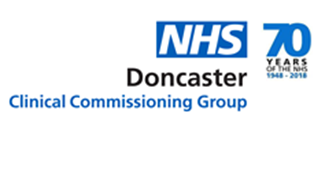 NHS
Doncaster
Clinical Commissioning Group
70
YEARS
OF THE NHS
1948 - 2018